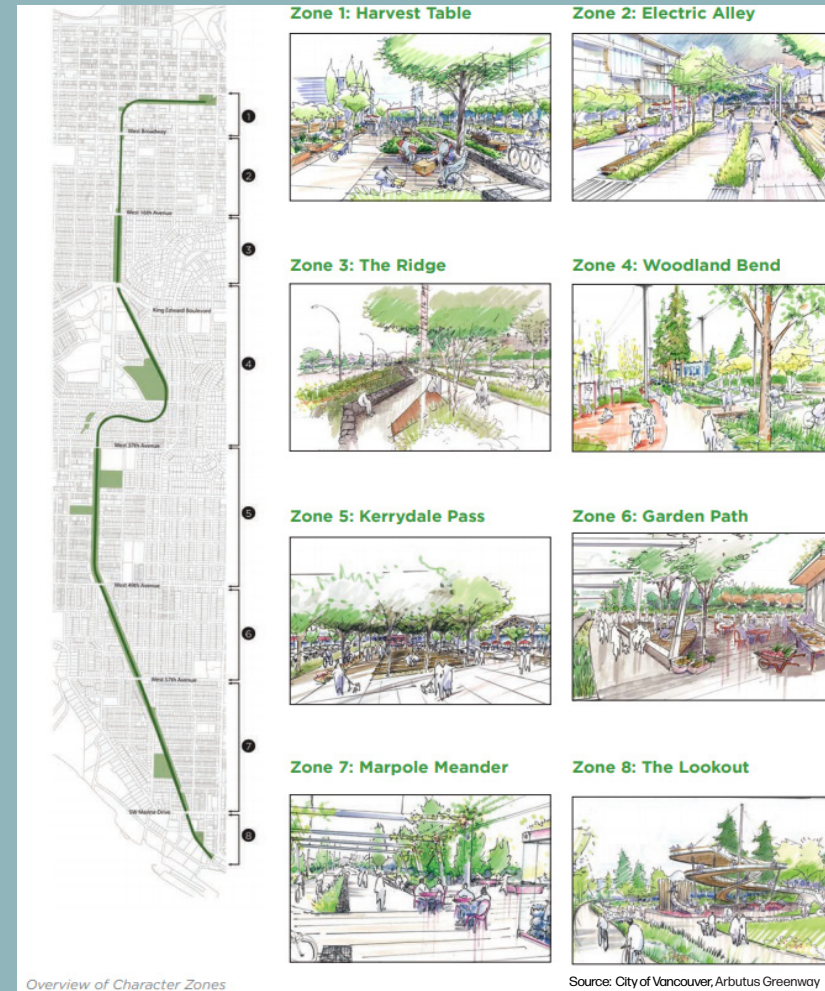 Zone 1: Harvest Table
Zone 2: Electric Alley
West Broadway
1
2
West 16th Avenue
3
Zone 3: The Ridge
Zone 4: Woodland Bend
King Edward Boulevard
4
West 37th Avenue
Zone 5: Kerrydale Pass
Zone 6: Garden Path
5
West 49th Avenue
6
West 57th Avenue
7
Zone 7: Marpole Meander
Zone 8: The Lookout
SW Marine Drive
8
Overview of Character Zones
Source: City of Vancouver, Arbutus Greenway